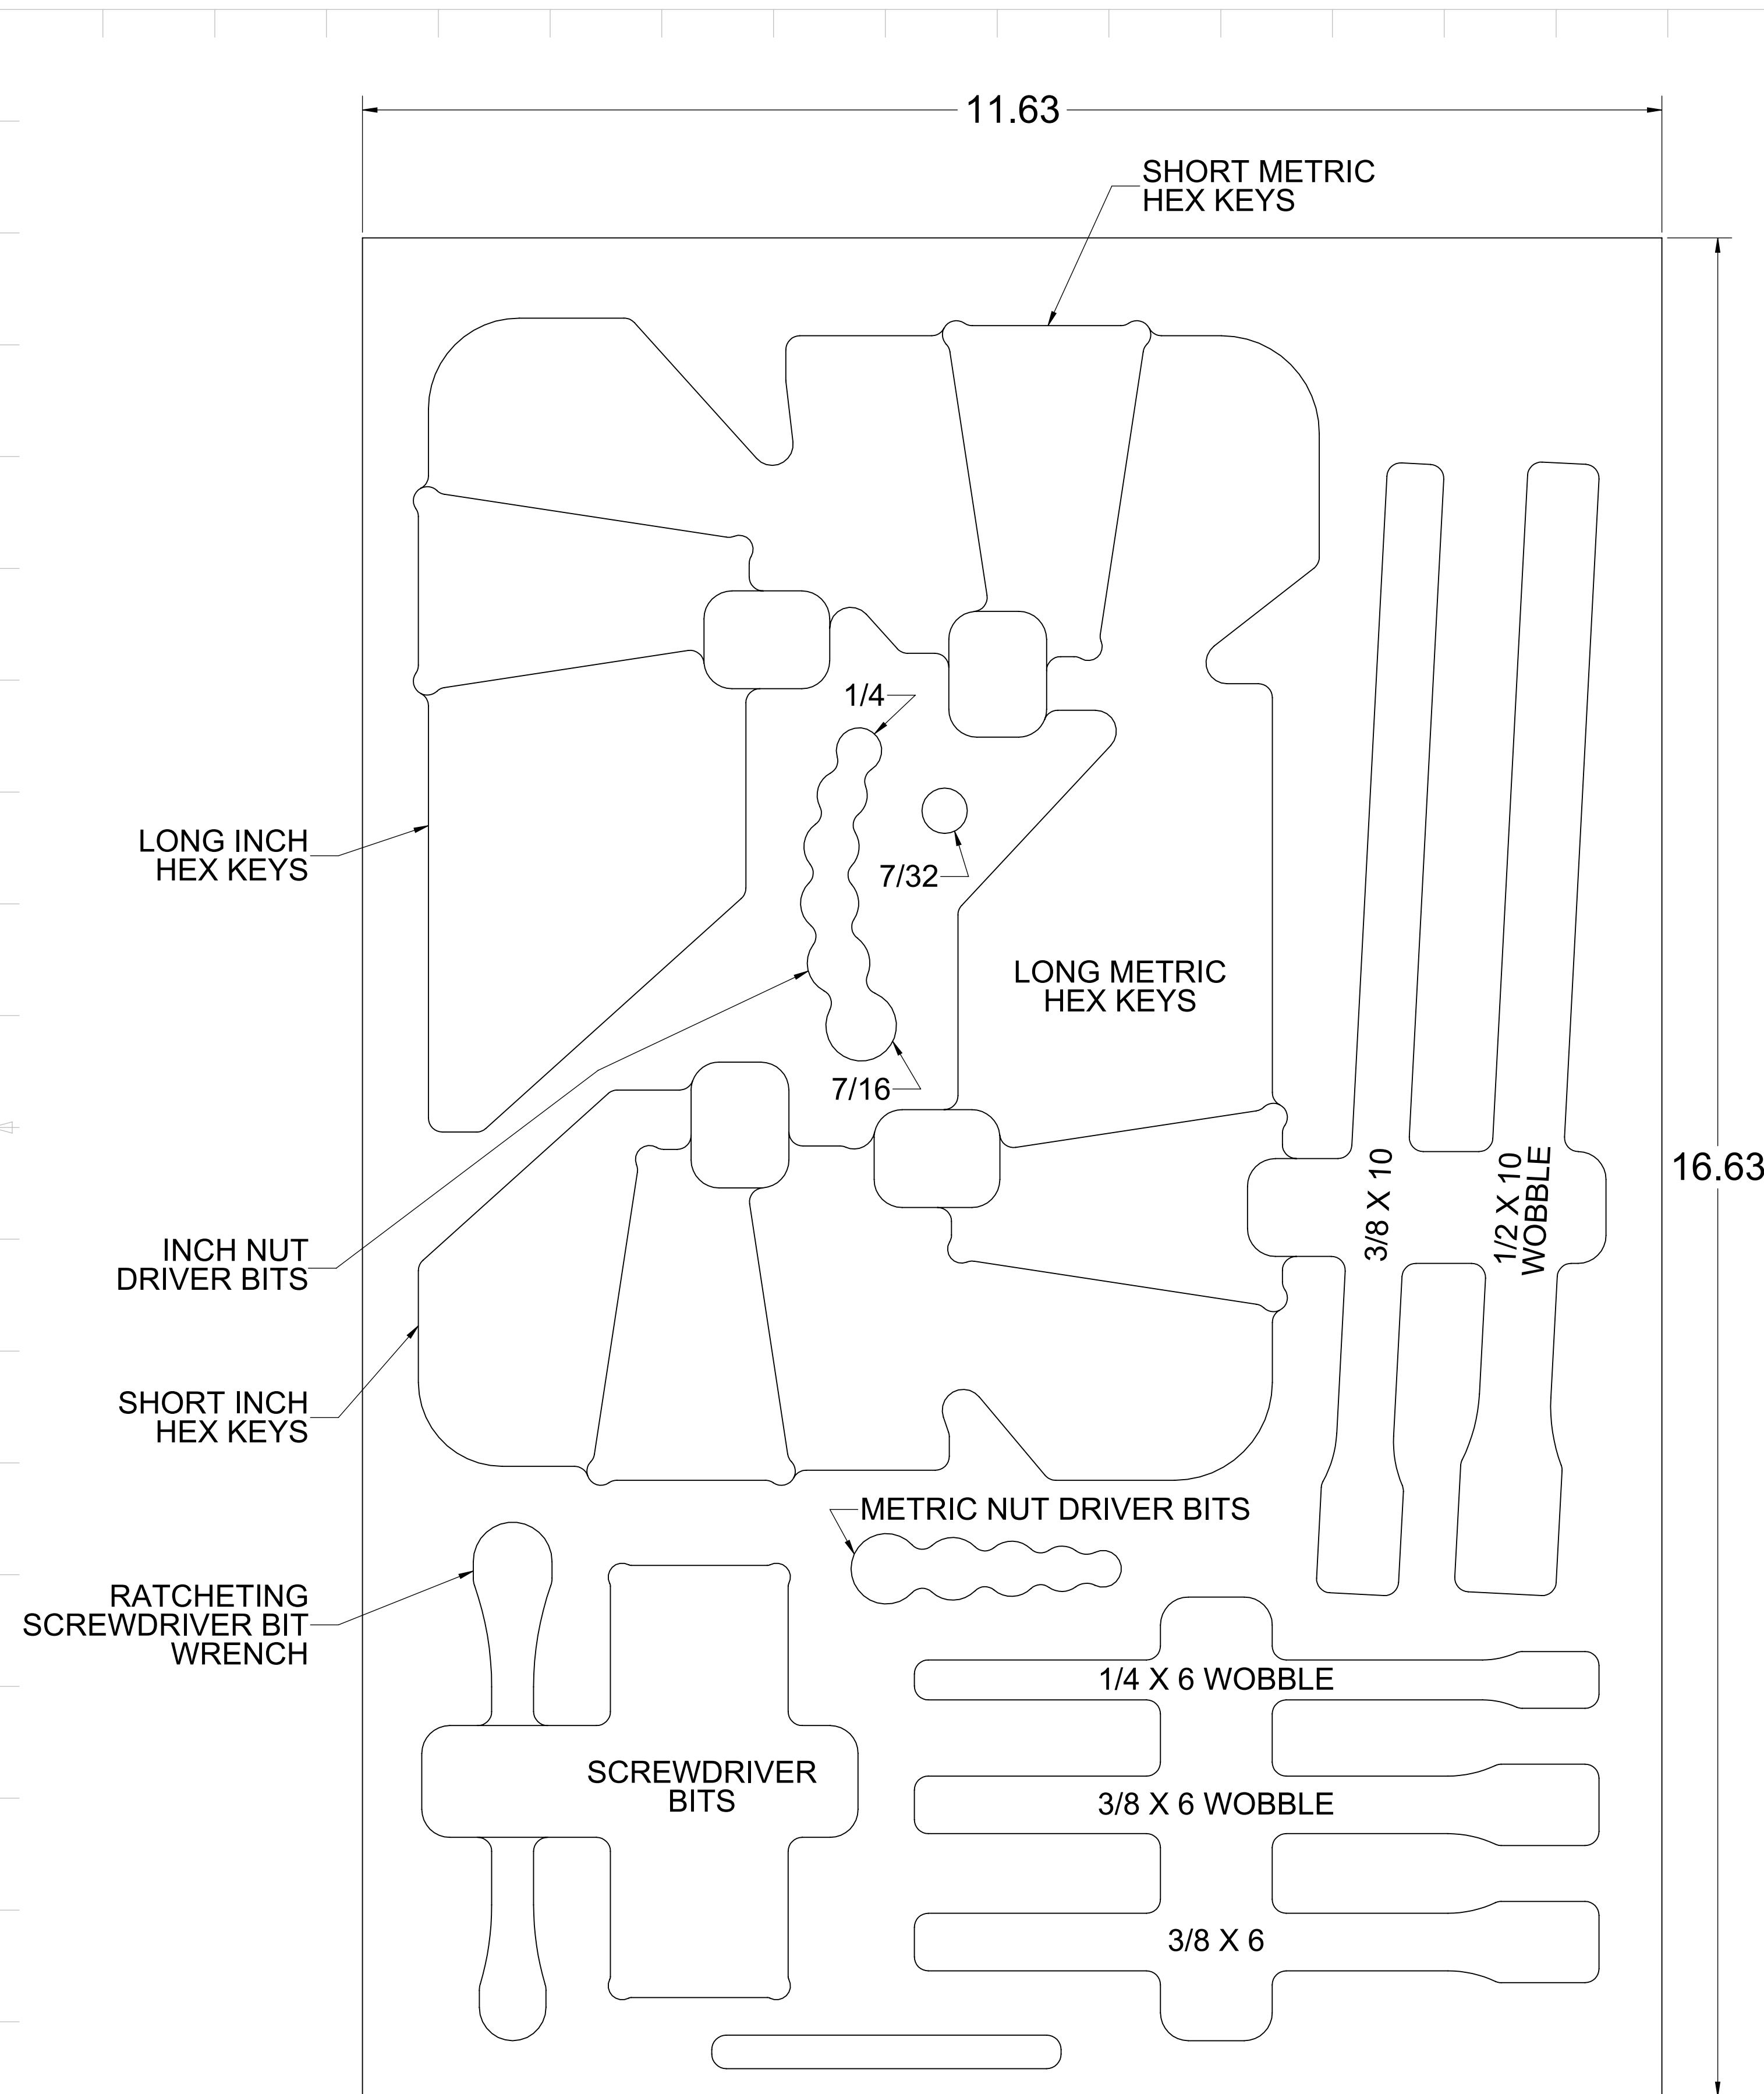 11.63
SHORT METRIC
HEX KEYS
1/4
LONG INCH
HEX KEYS
7/32
LONG METRIC
HEX KEYS
7/16
16.63
3/8 X 10
1/2 X 10
WOBBLE
INCH NUT
DRIVER BITS
SHORT INCH
HEX KEYS
METRIC NUT DRIVER BITS
RATCHETING
SCREWDRIVER BIT
WRENCH
1/4 X 6 WOBBLE
SCREWDRIVER
BITS
3/8 X 6 WOBBLE
3/8 X 6